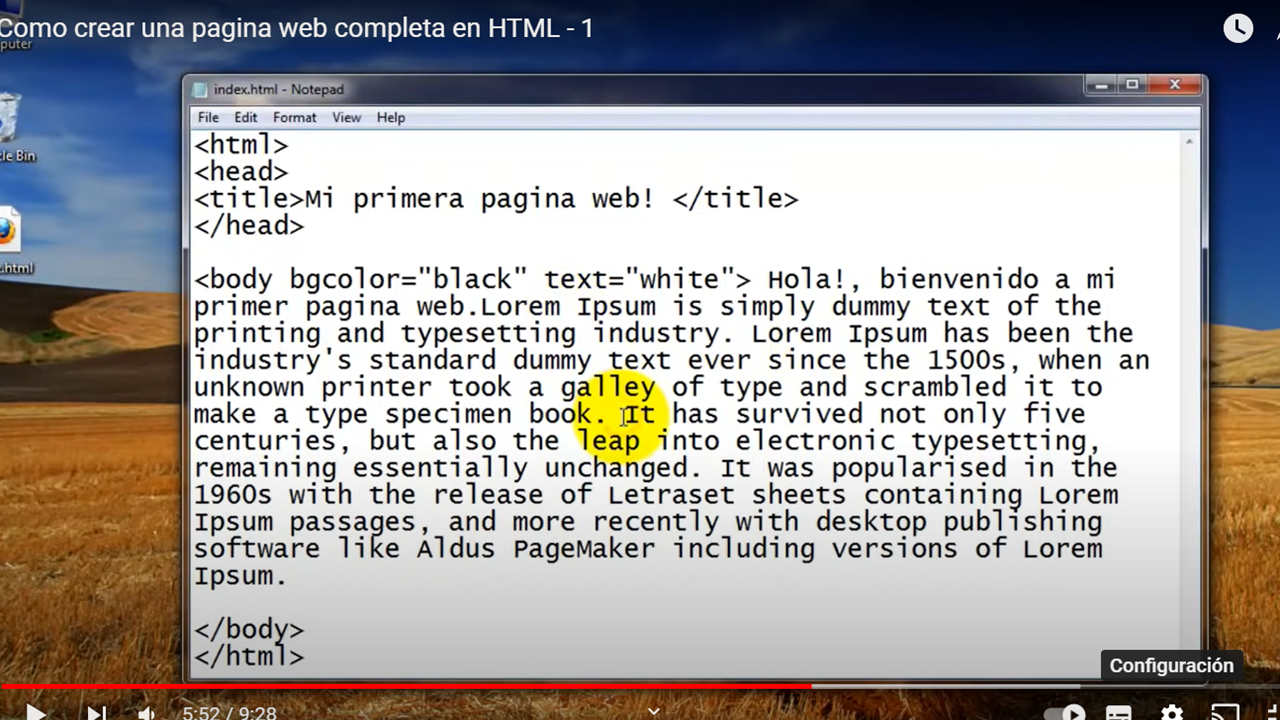 Como crear una pagina web completa en HTML - 1
index.html - Notepad
File Edit Format View Help
<html>
<head>
<title>Mi primera pagina web! </title>
</head>
<body bgcolor="black" text="white"> Hola!, bienvenido a mi
primer pagina web.Lorem Ipsum is simply dummy text of the
printing and typesetting industry. Lorem Ipsum has been the
industry's standard dummy text ever since the 1500s, when an
unknown printer took a galley of type and scrambled it to
make a type specimen book. It has survived not only five
centuries, but also the leap into electronic typesetting,
remaining essentially unchanged. It was popularised in the
1960s with the release of Letraset sheets containing Lorem
Ipsum passages, and more recently with desktop publishing
software like Aldus PageMaker including versions of Lorem
Ipsum.
</body>
</html>
puter
cle Bin
.html
Configuración
5:52 / 9:28